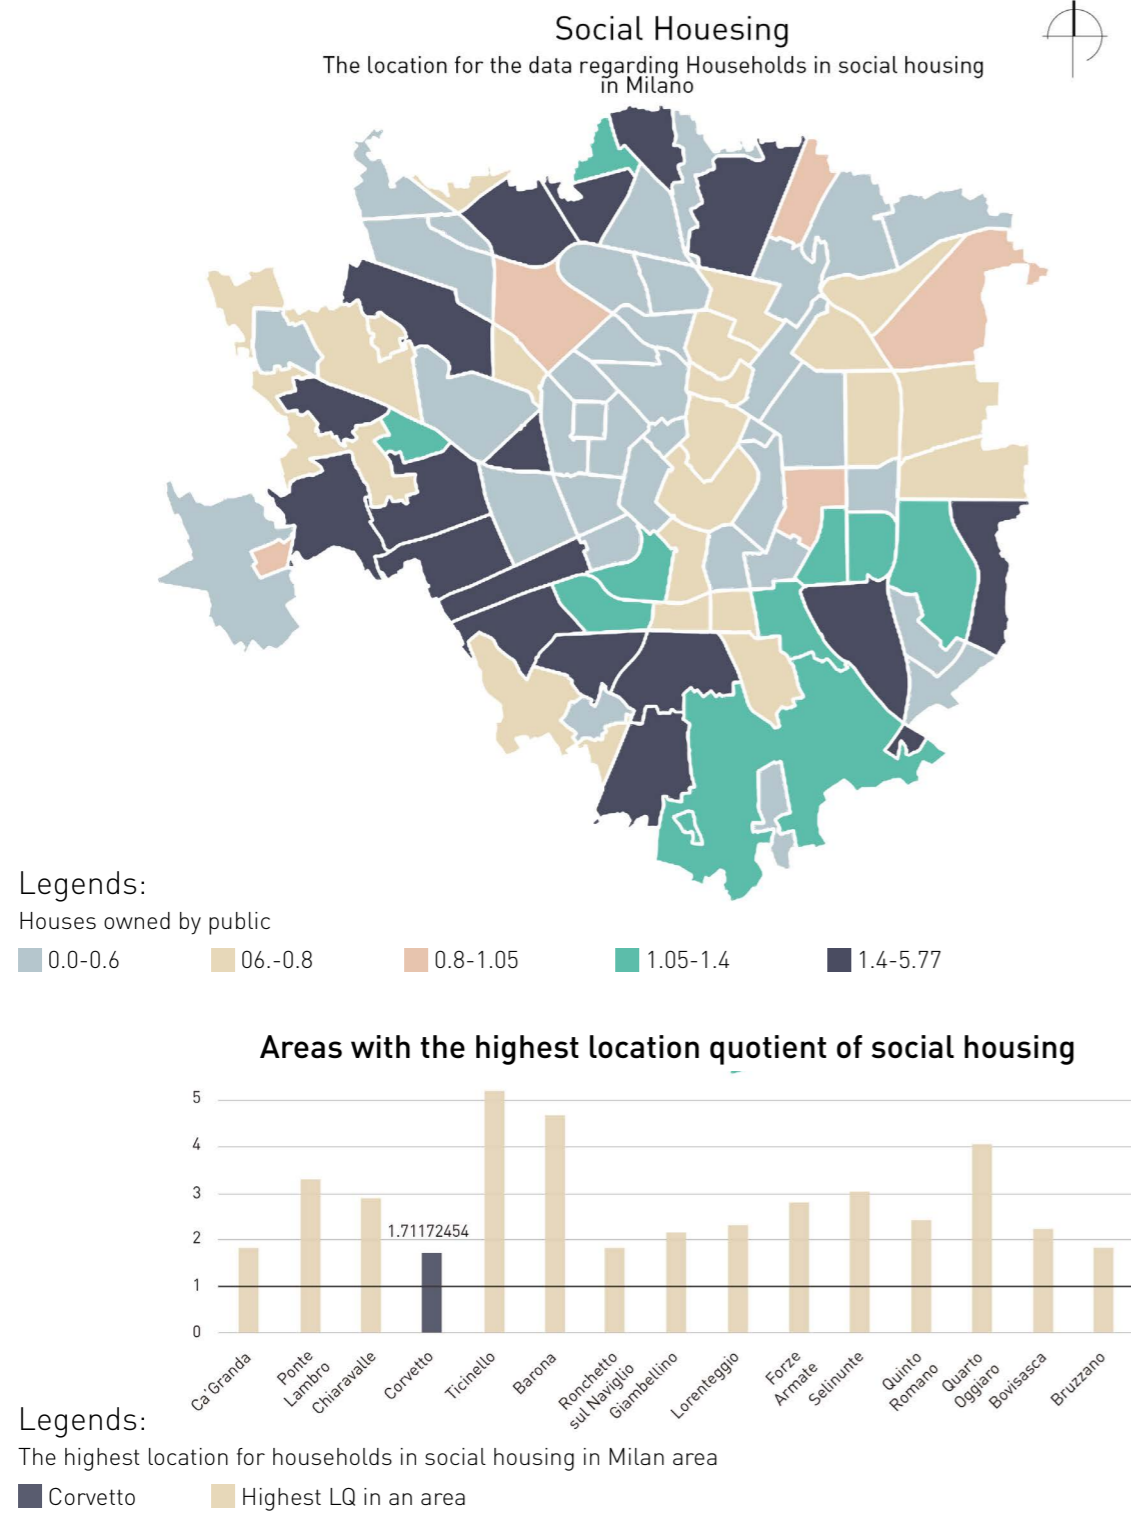 Social Houesing
The location for the data regarding Households in social housing
in Milano
Legends:
Houses owned by public
0.0-0.6 06.-0.8 0.8-1.05 1.05-1.4 1.4-5.77
Areas with the highest location quotient of social housing
5
4
3
2
1
0
1.71172454
Ca'Granda
Ponte
Lambro
Chiaravalle
Corvetto
Ticinello
Barona
Ronchetto
sul Naviglio
Giambellino
Lorenteggio
Forze
Armate
Selinunte
Quinto
Romano
Quarto
Oggiaro
Bovisasca
Bruzzano
Legends:
The highest location for households in social housing in Milan area
Corvetto Highest LQ in an area